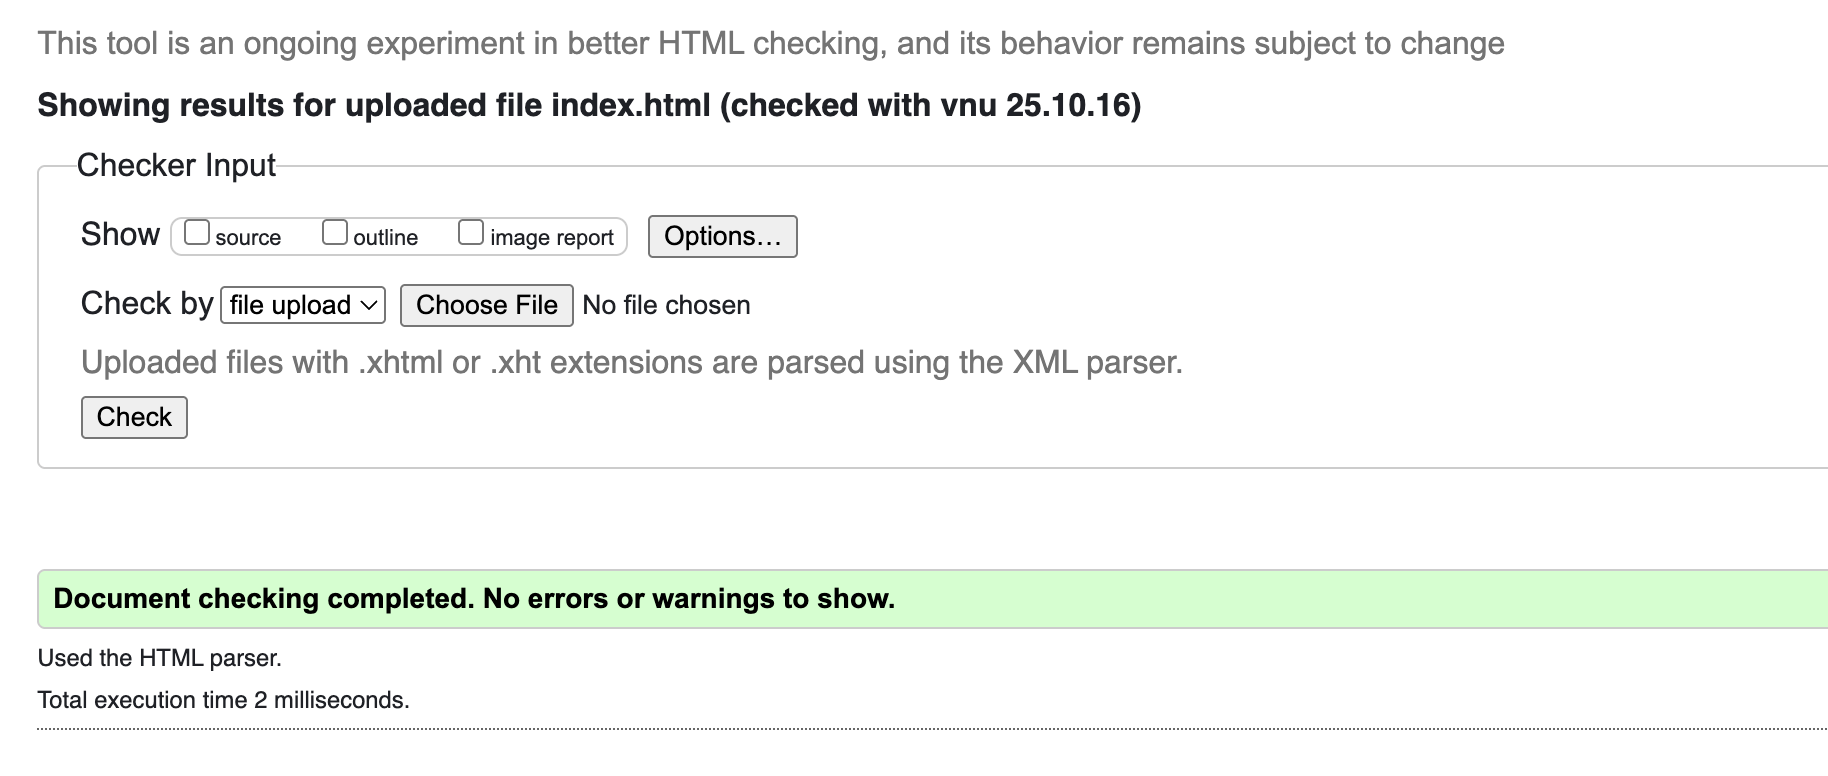 This tool is an ongoing experiment in better HTML checking, and its behavior remains subject to change
Showing results for uploaded file index.html (checked with vnu 25.10.16)
Checker Input
Show source outline image report Options...
Check by file upload Choose File No file chosen
Uploaded files with .xhtml or .xht extensions are parsed using the XML parser.
Check
Document checking completed. No errors or warnings to show.
Used the HTML parser.
Total execution time 2 milliseconds.